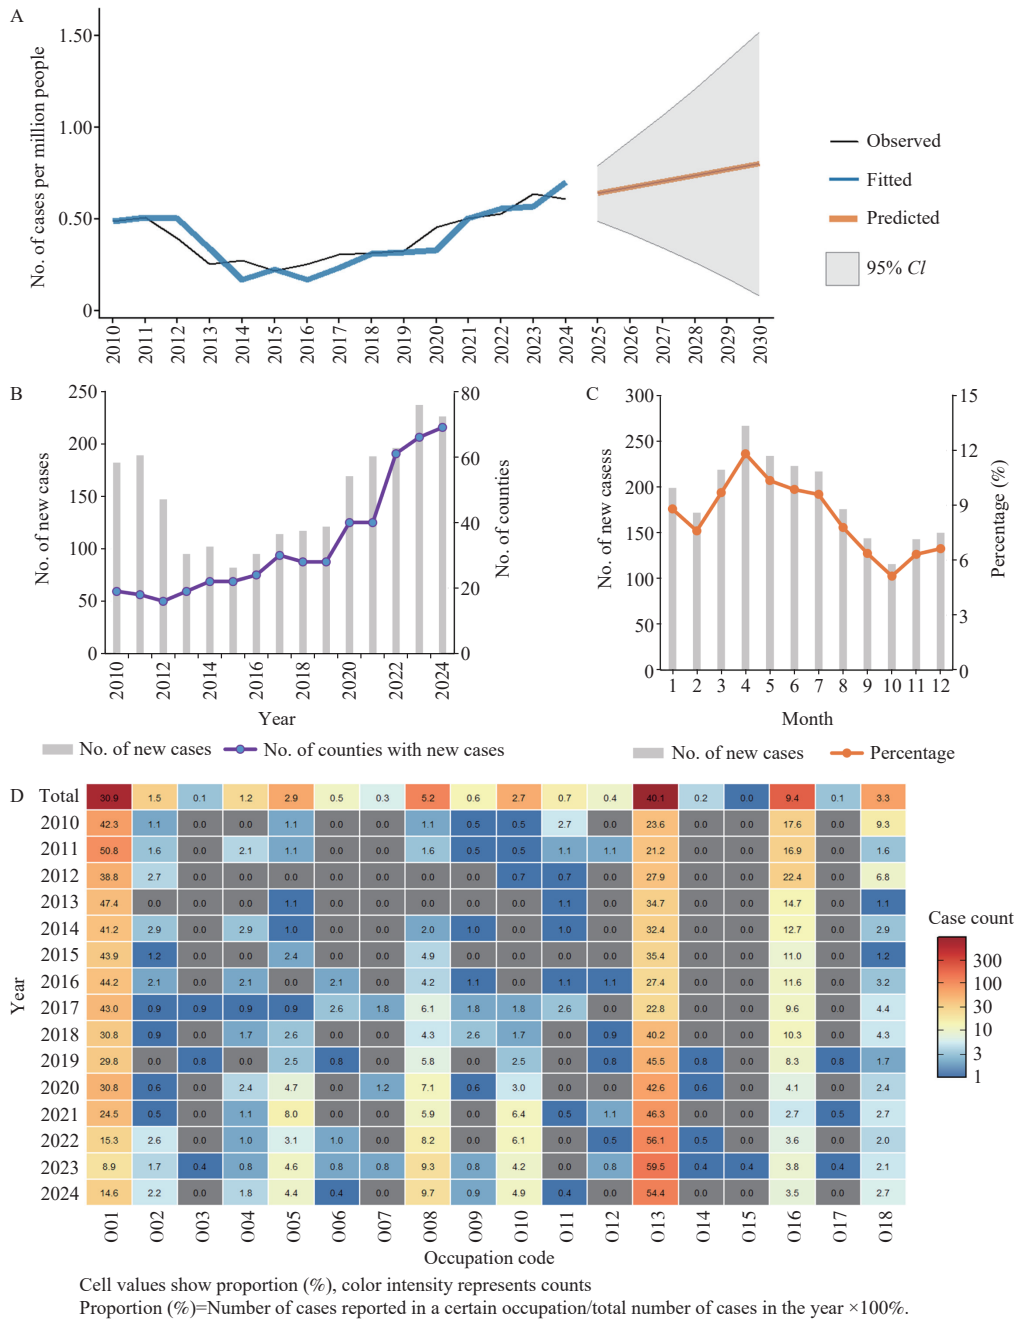 A
No. of cases per million people
1.50
1.00
0.50
0
2010 2011 2012 2013 2014 2015 2016 2017 2018 2019 2020 2021 2022 2023 2024 2025 2026 2027 2028 2029 2030
Observed
Fitted
Predicted
95% CI
B
No. of new cases
250
200
150
100
50
0
80
60
40
20
0
No. of counties
2010 2012 2014 2016 2018 2020 2022 2024
Year
No. of new cases No. of counties with new cases
C
No. of new casess
300
250
200
150
100
50
0
15
12
9
6
3
0
Percentage (%)
1 2 3 4 5 6 7 8 9 10 11 12
Month
No. of new cases Percentage
D
Year
Total 30.9 1.5 0.1 1.2 2.9 0.5 0.3 5.2 0.6 2.7 0.7 0.4 40.1 0.2 0.0 9.4 0.1 3.3
2010 42.3 1.1 0.0 0.0 1.1 0.0 0.0 1.1 0.5 0.5 2.7 0.0 23.6 0.0 0.0 17.6 0.0 9.3
2011 50.8 1.6 0.0 2.1 1.1 0.0 0.0 1.6 0.5 0.5 1.1 1.1 21.2 0.0 0.0 16.9 0.0 1.6
2012 38.8 2.7 0.0 0.0 0.0 0.0 0.0 0.0 0.0 0.7 0.7 0.0 27.9 0.0 0.0 22.4 0.0 6.8
2013 47.4 0.0 0.0 0.0 1.1 0.0 0.0 0.0 0.0 0.0 1.1 0.0 34.7 0.0 0.0 14.7 0.0 1.1
2014 41.2 2.9 0.0 2.9 1.0 0.0 0.0 2.0 1.0 0.0 1.0 0.0 32.4 0.0 0.0 12.7 0.0 2.9
2015 43.9 1.2 0.0 0.0 2.4 0.0 0.0 4.9 0.0 0.0 0.0 0.0 35.4 0.0 0.0 11.0 0.0 1.2
2016 44.2 2.1 0.0 2.1 0.0 2.1 0.0 4.2 1.1 0.0 1.1 1.1 27.4 0.0 0.0 11.6 0.0 3.2
2017 43.0 0.9 0.9 0.9 0.9 2.6 1.8 6.1 1.8 1.8 2.6 0.0 22.8 0.0 0.0 9.6 0.0 4.4
2018 30.8 0.9 0.0 1.7 2.6 0.0 0.0 4.3 2.6 1.7 0.0 0.9 40.2 0.0 0.0 10.3 0.0 4.3
2019 29.8 0.0 0.8 0.0 2.5 0.8 0.0 5.8 0.0 2.5 0.0 0.8 45.5 0.8 0.0 8.3 0.8 1.7
2020 30.8 0.6 0.0 2.4 4.7 0.0 1.2 7.1 0.6 3.0 0.0 0.0 42.6 0.6 0.0 4.1 0.0 2.4
2021 24.5 0.5 0.0 1.1 8.0 0.0 0.0 5.9 0.0 6.4 0.5 1.1 46.3 0.0 0.0 2.7 0.5 2.7
2022 15.3 2.6 0.0 1.0 3.1 1.0 0.0 8.2 0.0 6.1 0.0 0.5 56.1 0.5 0.0 3.6 0.0 2.0
2023 8.9 1.7 0.4 0.8 4.6 0.8 0.8 9.3 0.8 4.2 0.0 0.8 59.5 0.4 0.4 3.8 0.4 2.1
2024 14.6 2.2 0.0 1.8 4.4 0.4 0.0 9.7 0.9 4.9 0.4 0.0 54.4 0.0 0.0 3.5 0.0 2.7
O01 O02 O03 O04 O05 O06 O07 O08 O09 O10 O11 O12 O13 O14 O15 O16 O17 O18
Occupation code
Case count
300
100
30
10
3
1
Cell values show proportion (%), color intensity represents counts
Proportion (%)=Number of cases reported in a certain occupation/total number of cases in the year ×100%.